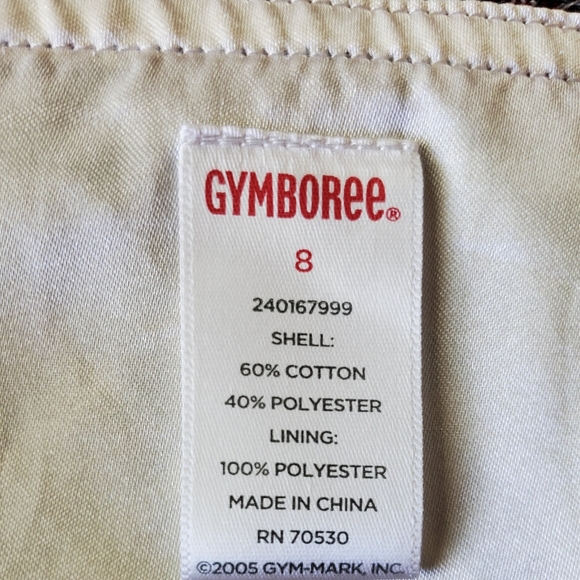 GYMBORee®
8
240167999
SHELL:
60% COTTON
40% POLYESTER
LINING:
100% POLYESTER
MADE IN CHINA
RN 70530
©2005 GYM-MARK, INC.